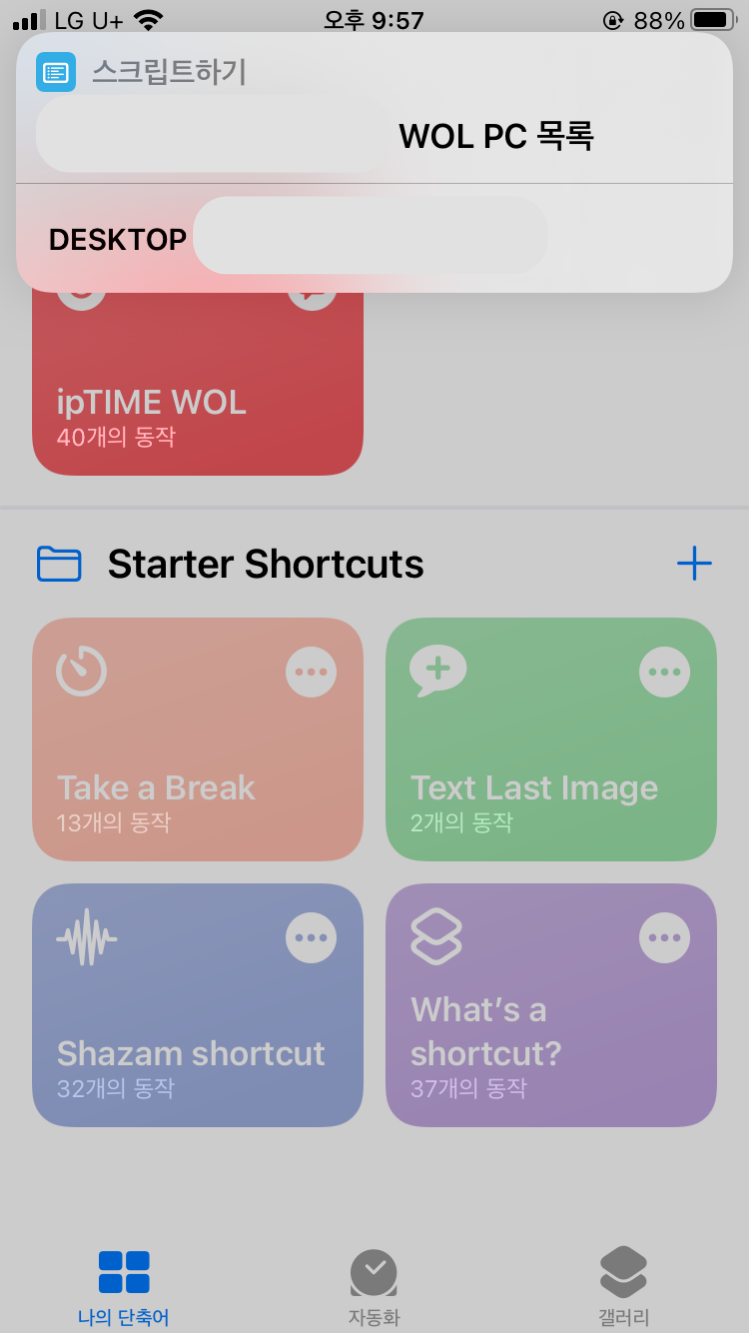 LG U+ 오후 9:57 88%
스크립트하기
WOL PC 목록
DESKTOP
ipTIME WOL
40개의 동작
Starter Shortcuts
Take a Break
13개의 동작
Text Last Image
2개의 동작
Shazam shortcut
32개의 동작
What's a
shortcut?
37개의 동작
나의 단축어 자동화 갤러리